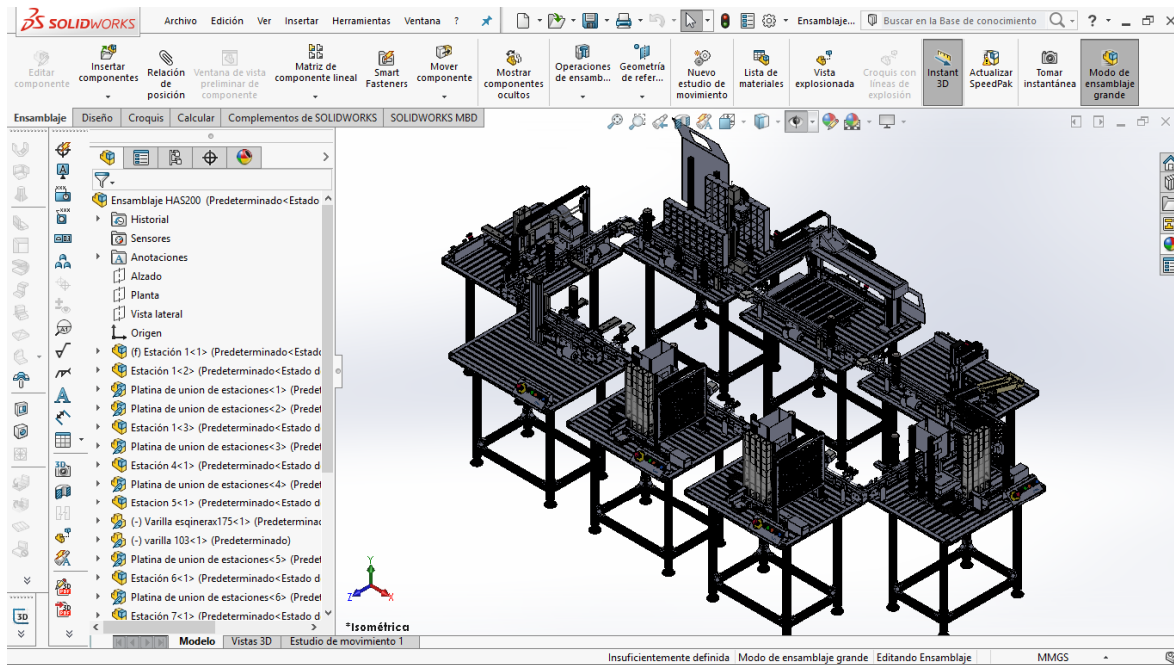 SOLIDWORKS
Archivo Edición Ver Insertar Herramientas Ventana ?
Ensamblaje...
Buscar en la Base de conocimiento
?
Editar componente
Insertar componentes
Relación de posición
Ventana de vista preliminar de componente
Matriz de componente lineal
Smart Fasteners
Mover componente
Mostrar componentes ocultos
Operaciones de ensamb...
Geometría de refer...
Nuevo estudio de movimiento
Lista de materiales
Vista explosionada
Croquis con líneas de explosión
Instant 3D
Actualizar SpeedPak
Tomar instantánea
Modo de ensamblaje grande
Ensamblaje Diseño Croquis Calcular Complementos de SOLIDWORKS SOLIDWORKS MBD
Ensamblaje HAS200 (Predeterminado<Estado
Historial
Sensores
Anotaciones
Alzado
Planta
Vista lateral
Origen
(f) Estación 1<1> (Predeterminado<Estado
Estación 1<2> (Predeterminado<Estado d
Platina de union de estaciones<1> (Predet
Platina de union de estaciones<2> (Predet
Estación 1<3> (Predeterminado<Estado d
Platina de union de estaciones<3> (Predet
Estación 4<1> (Predeterminado<Estado d
Platina de union de estaciones<4> (Predet
Estacion 5<1> (Predeterminado<Estado d
(-) Varilla esqinerax175<1> (Predeterminac
(-) varilla 103<1> (Predeterminado)
Platina de union de estaciones<5> (Predet
Estación 6<1> (Predeterminado<Estado d
Platina de union de estaciones<6> (Predet
Estación 7<1> (Predeterminado<Estado d
Y
Z
X
*Isométrica
3D
Modelo Vistas 3D Estudio de movimiento 1
Insuficientemente definida Modo de ensamblaje grande Editando Ensamblaje MMGS